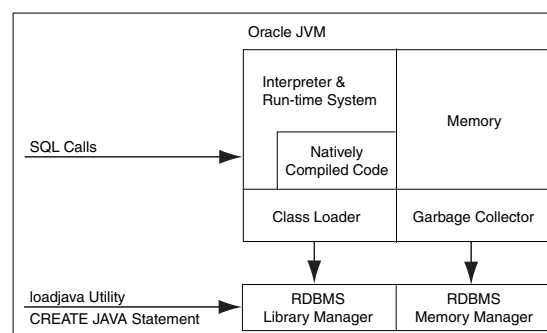 Oracle JVM
Interpreter &
Run-time System
Memory
SQL Calls
Natively
Compiled Code
Class Loader
Garbage Collector
loadjava Utility
CREATE JAVA Statement
RDBMS
Library Manager
RDBMS
Memory Manager